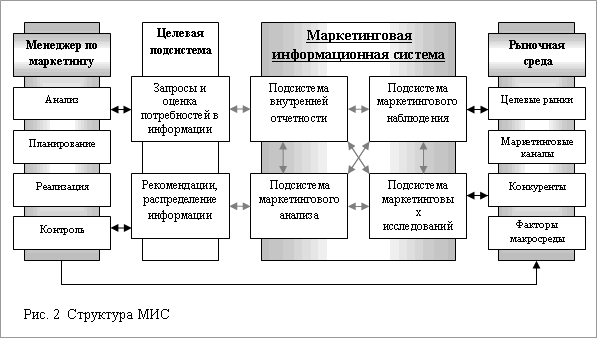 Менеджер по
маркетингу
Анализ
Планирование
Реализация
Контроль
Целевая
подсистема
Запросы и
оценка
потребностей в
информации
Рекомендации,
распределение
информации
Маркетинговая
информационная система
Подсистема
внутренней
отчетности
Подсистема
маркетингового
наблюдения
Подсистема
маркетингового
анализа
Подсистема
маркетинговы
х
исследований
Рыночная
среда
Целевые рынки
Маркетинговые
каналы
Конкуренты
Факторы
макросреды
Рис. 2 Структура МИС